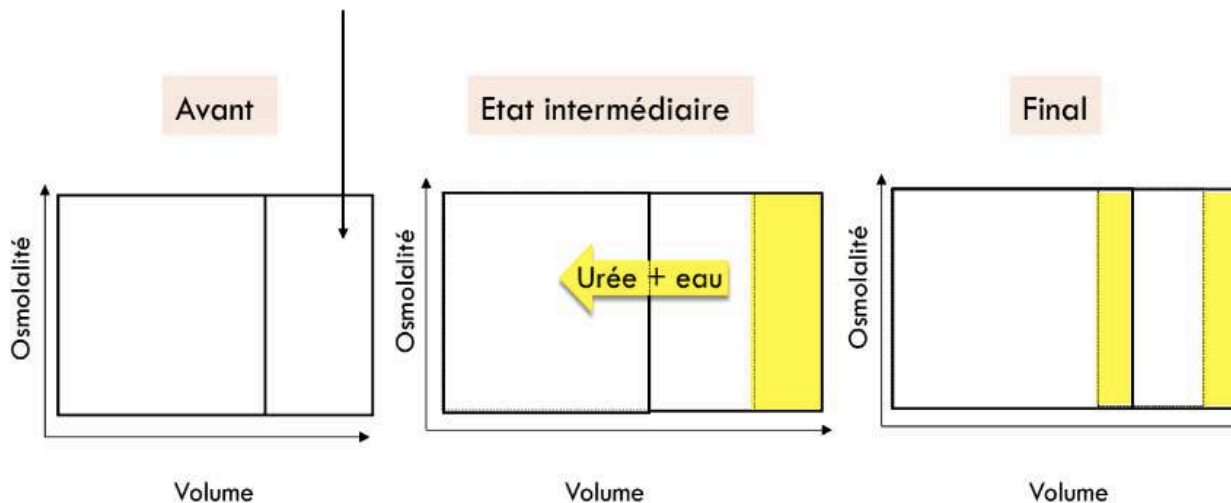 Avant
Etat intermédiaire
Final
Osmolalité
Volume
Osmolalité
Urée + eau
Volume
Osmolalité
Volume